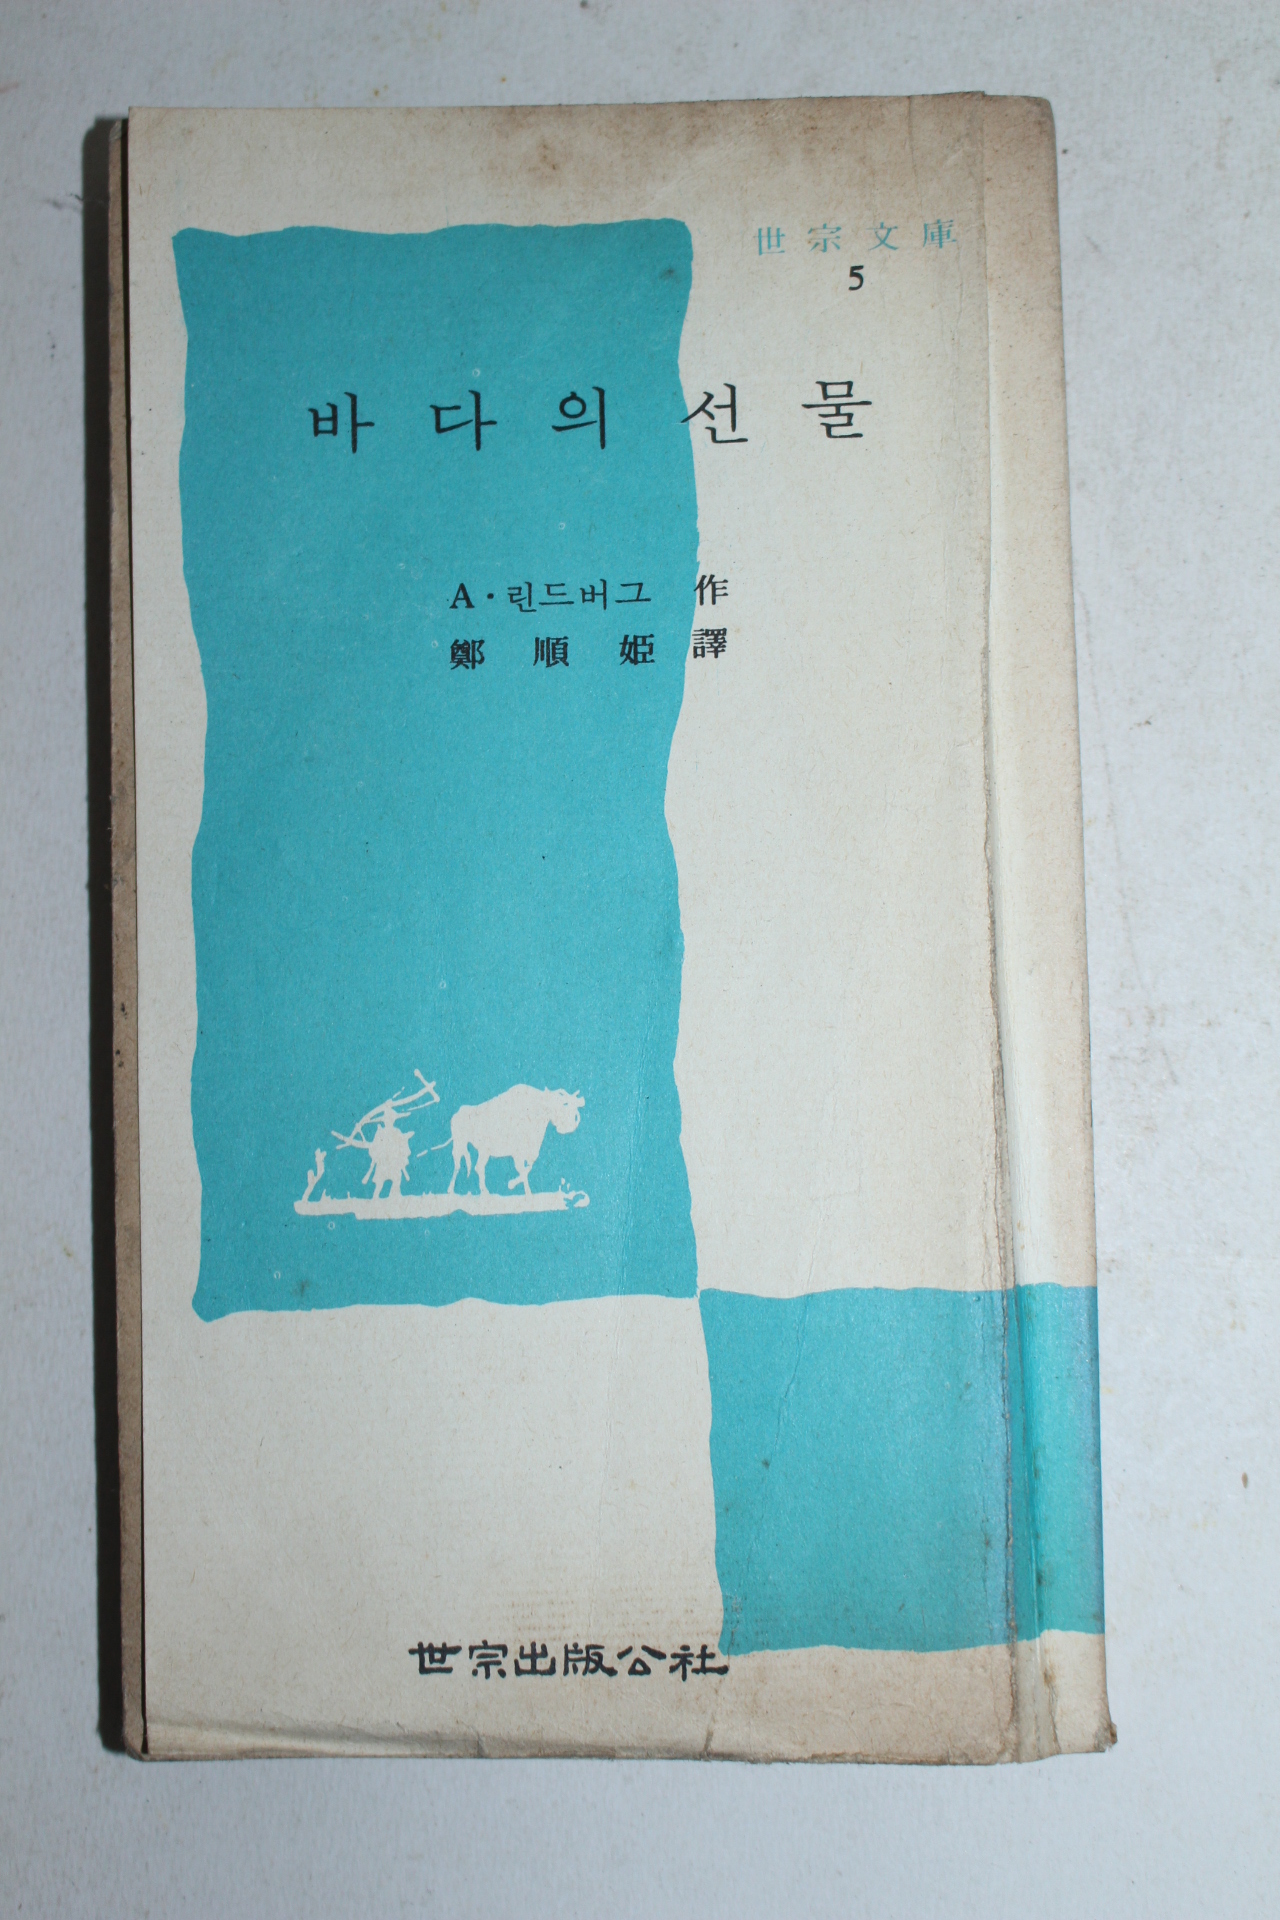 世宗文庫
5
바다의 선물
A·린드버그 作
鄭順姫 譯
世宗出版公社